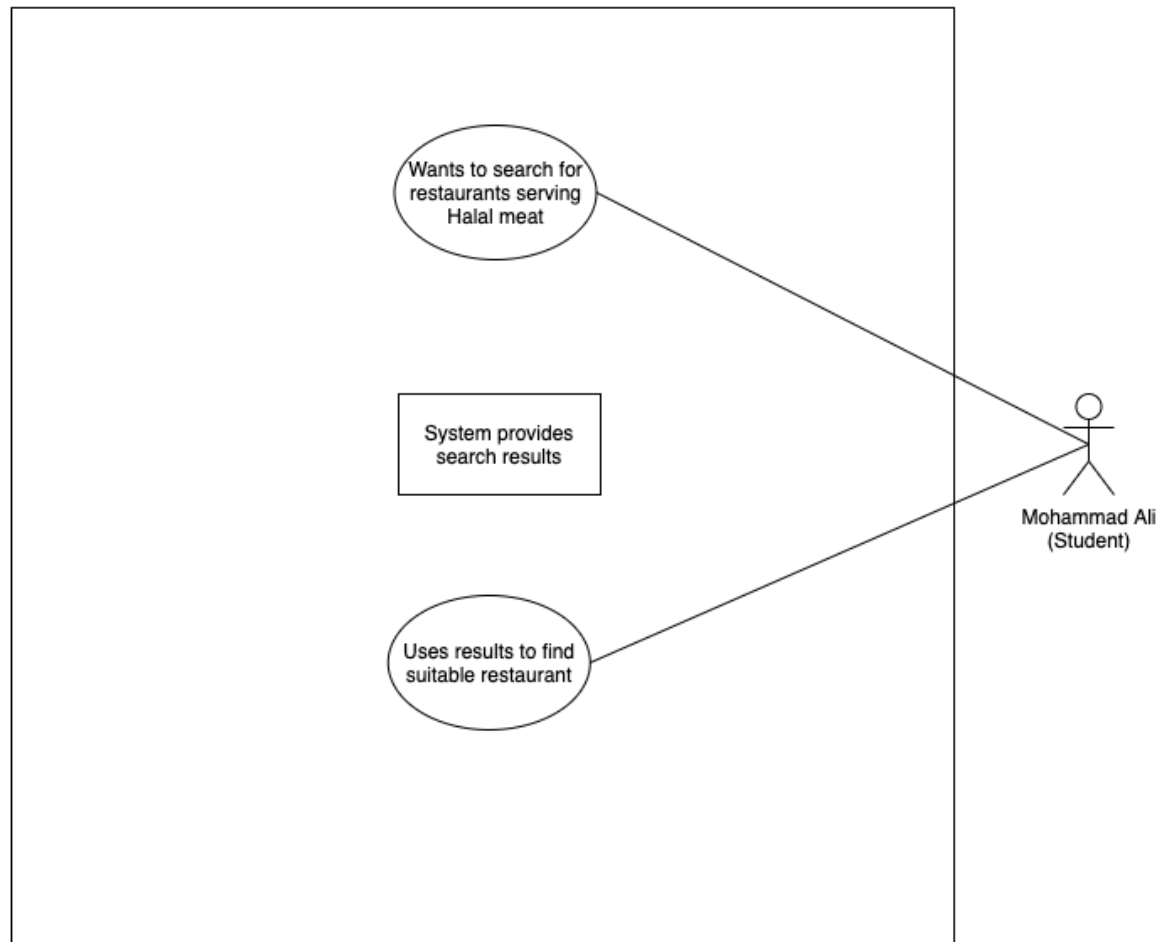 Wants to search for
restaurants serving
Halal meat
System provides
search results
Mohammad Ali
(Student)
Uses results to find
suitable restaurant